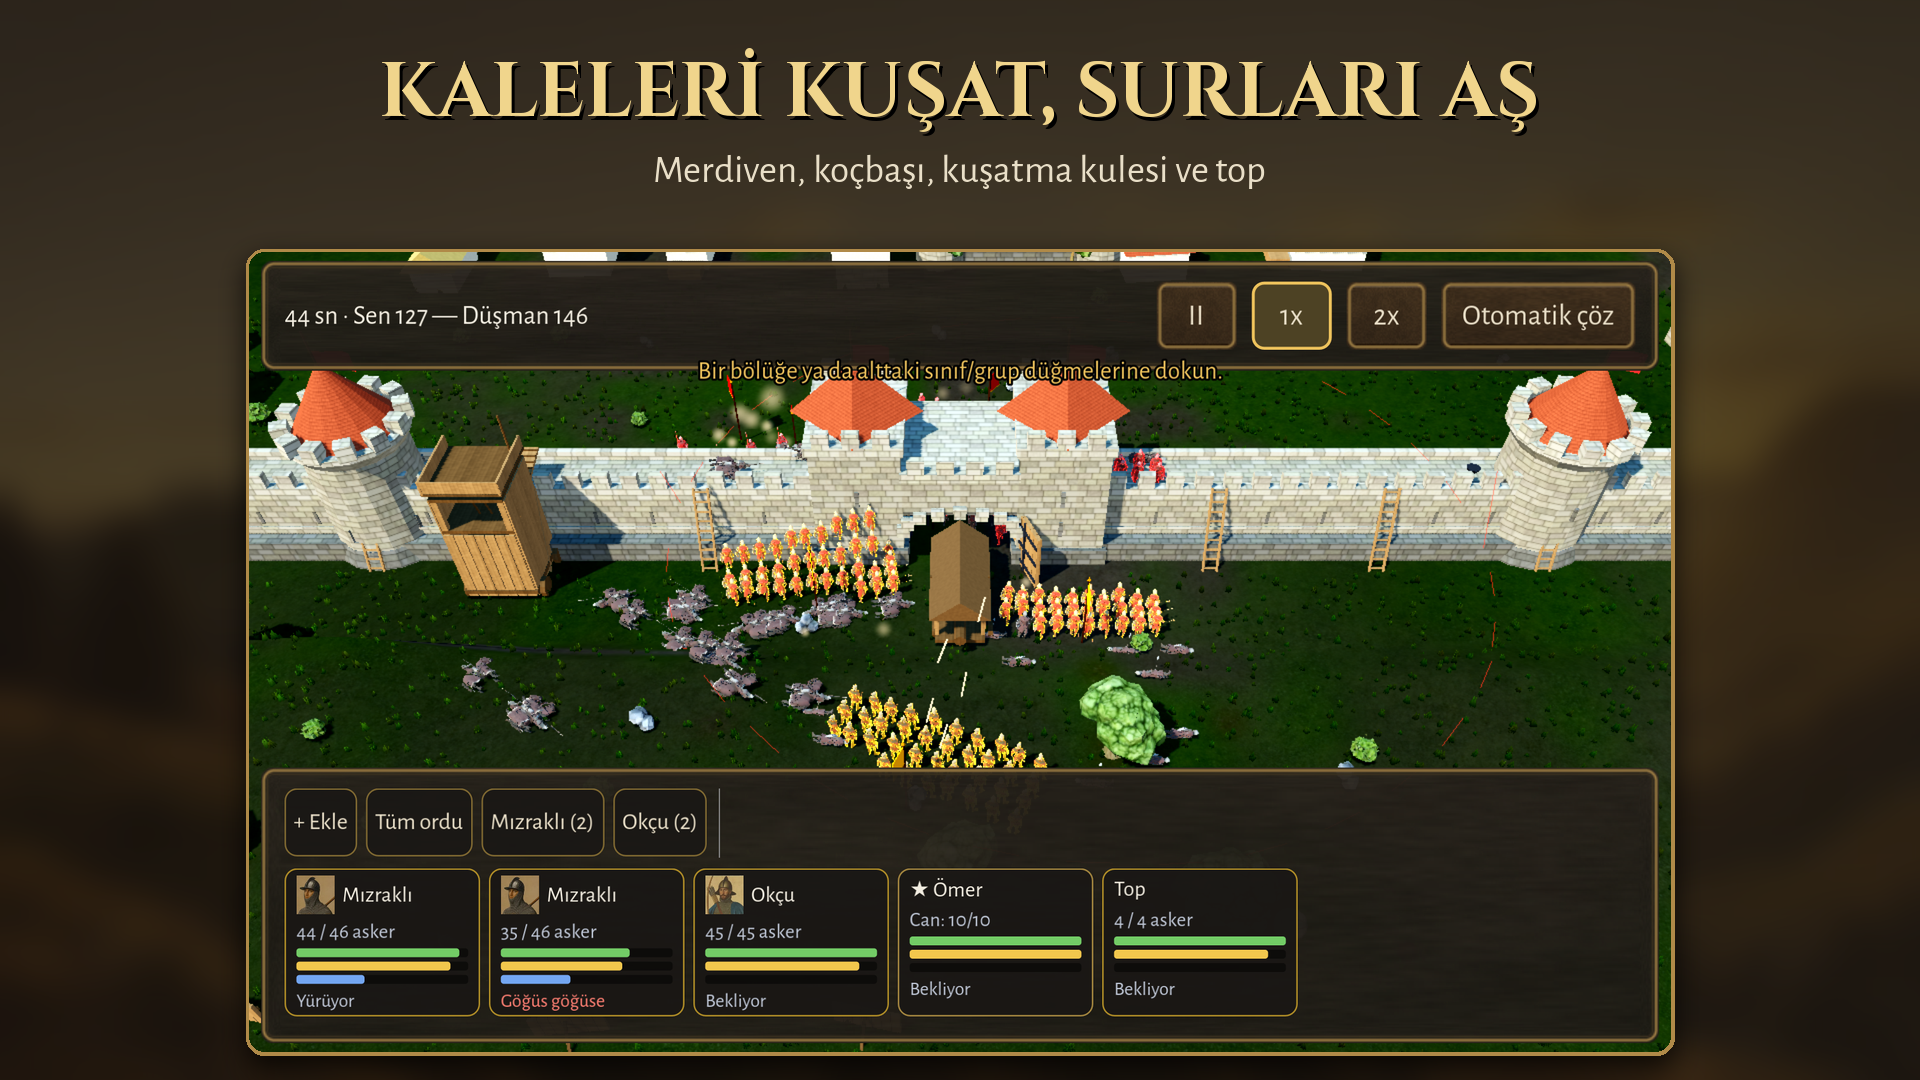 KALELERİ KUŞAT, SURLARI AŞ
Merdiven, koçbaşı, kuşatma kulesi ve top
44 sn · Sen 127 — Düşman 146
II
1x
2x
Otomatik çöz
Bir bölüğe ya da alttaki sınıf/grup düğmelerine dokun.
+ Ekle
Tüm ordu
Mızraklı (2)
Okçu (2)
Mızraklı
44 / 46 asker
Yürüyor
Mızraklı
35 / 46 asker
Göğüs göğüse
Okçu
45 / 45 asker
Bekliyor
★ Ömer
Can: 10/10
Bekliyor
Top
4 / 4 asker
Bekliyor